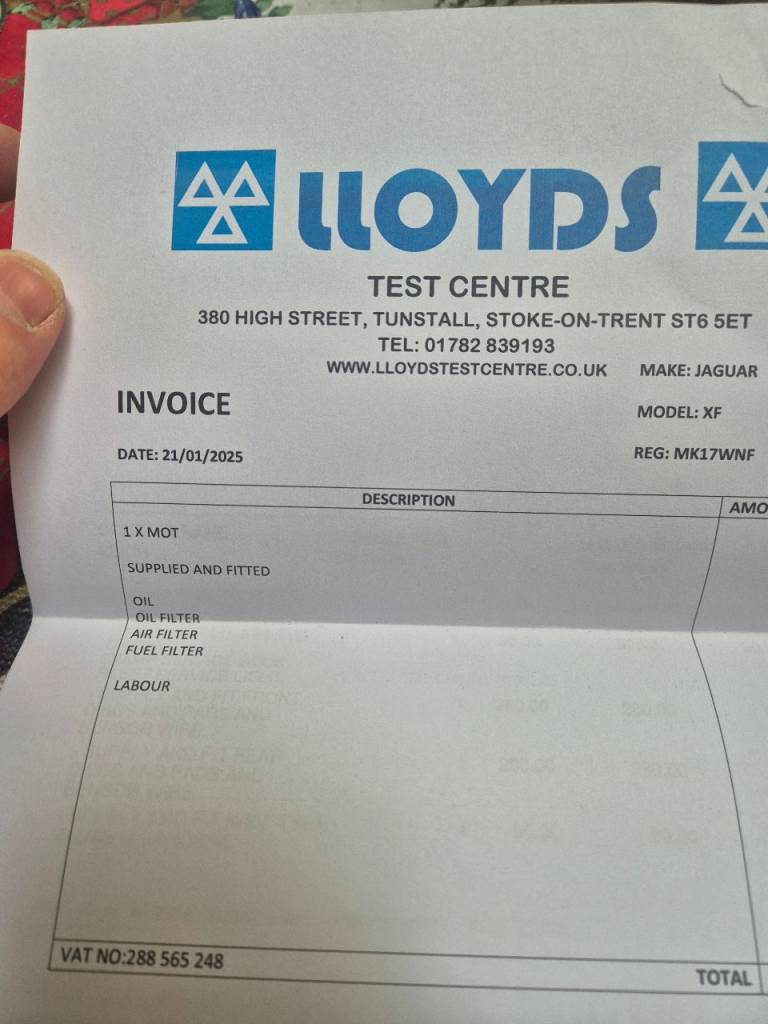 LLOYDS
TEST CENTRE
380 HIGH STREET, TUNSTALL, STOKE-ON-TRENT ST6 5ET
TEL: 01782 839193
WWW.LLOYDSTESTCENTRE.CO.UK MAKE: JAGUAR
INVOICE MODEL: XF
DATE: 21/01/2025 REG: MK17WNF
DESCRIPTION AMO
1 X MOT
SUPPLIED AND FITTED
OIL
OIL FILTER
AIR FILTER
FUEL FILTER
LABOUR
VAT NO:288 565 248 TOTAL